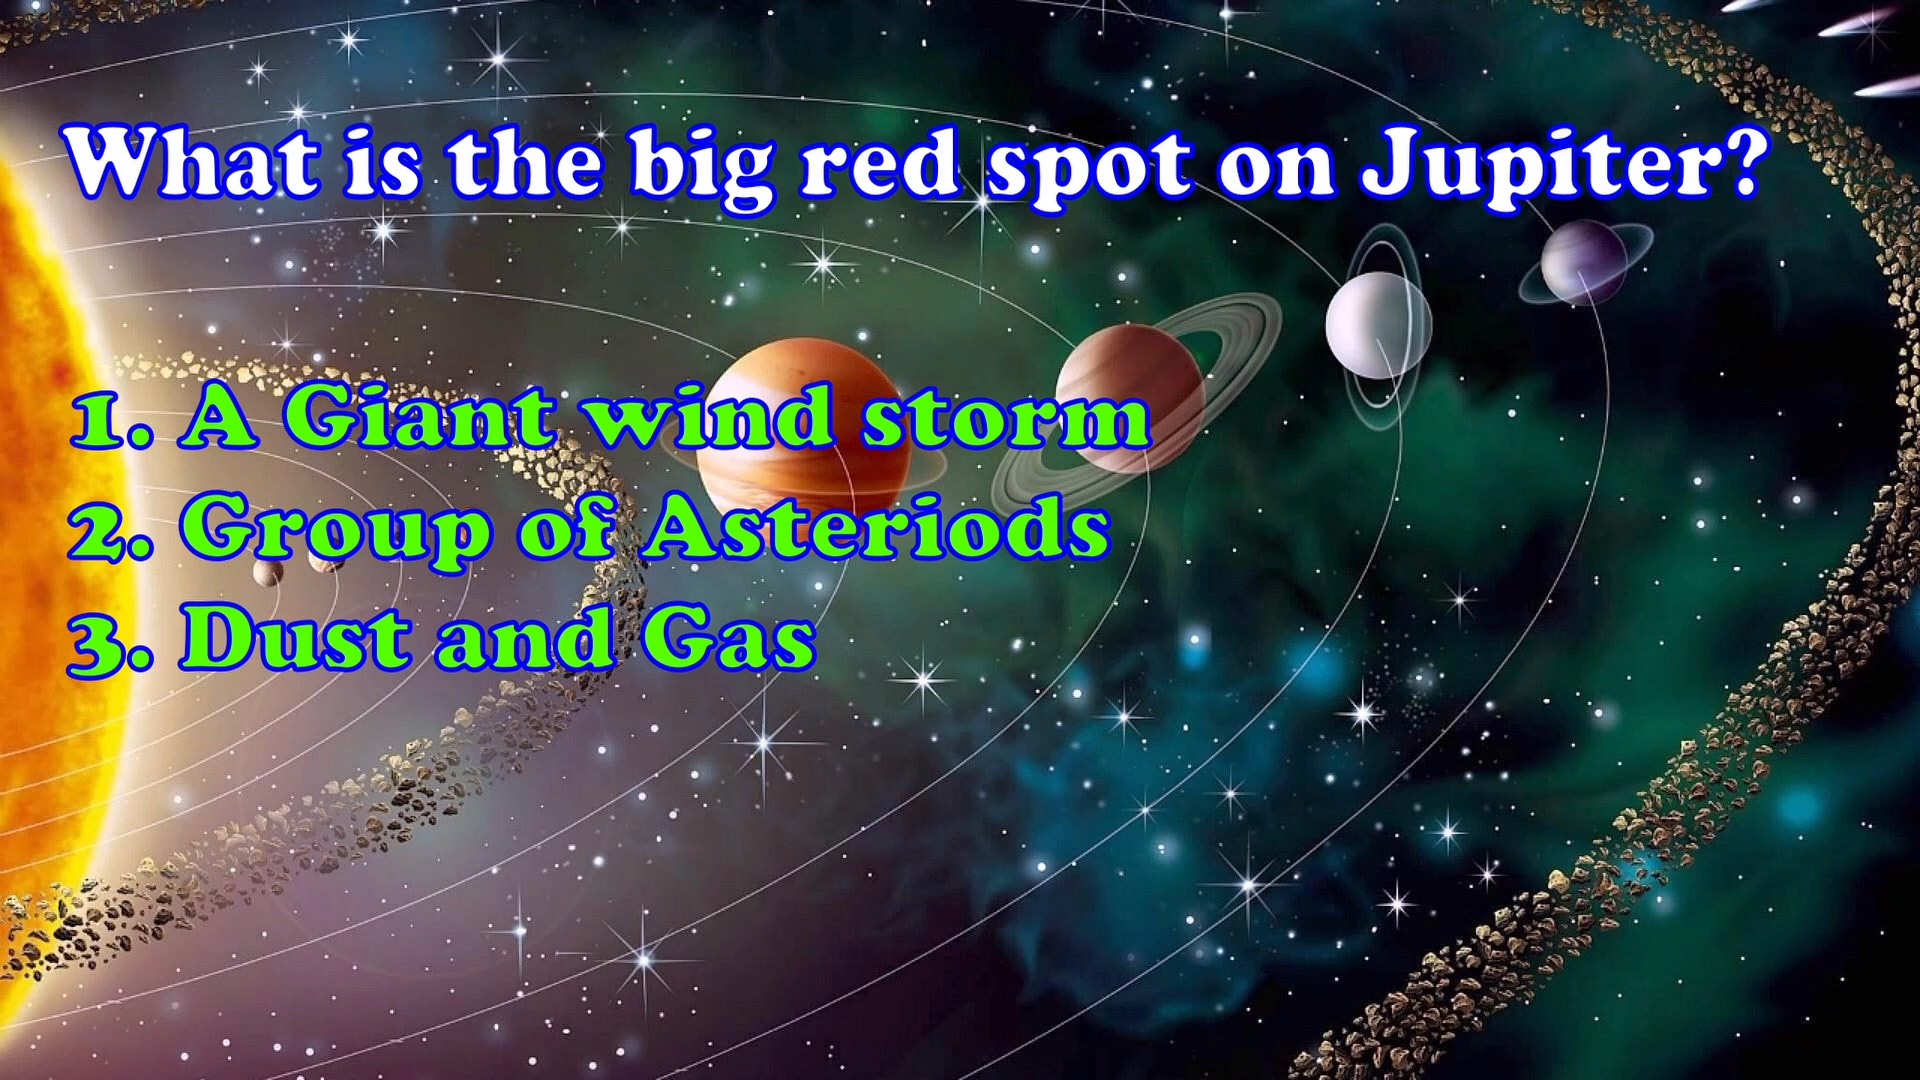 What is the big red spot on Jupiter?
1. A Giant wind storm
2. Group of Asteriods
3. Dust and Gas